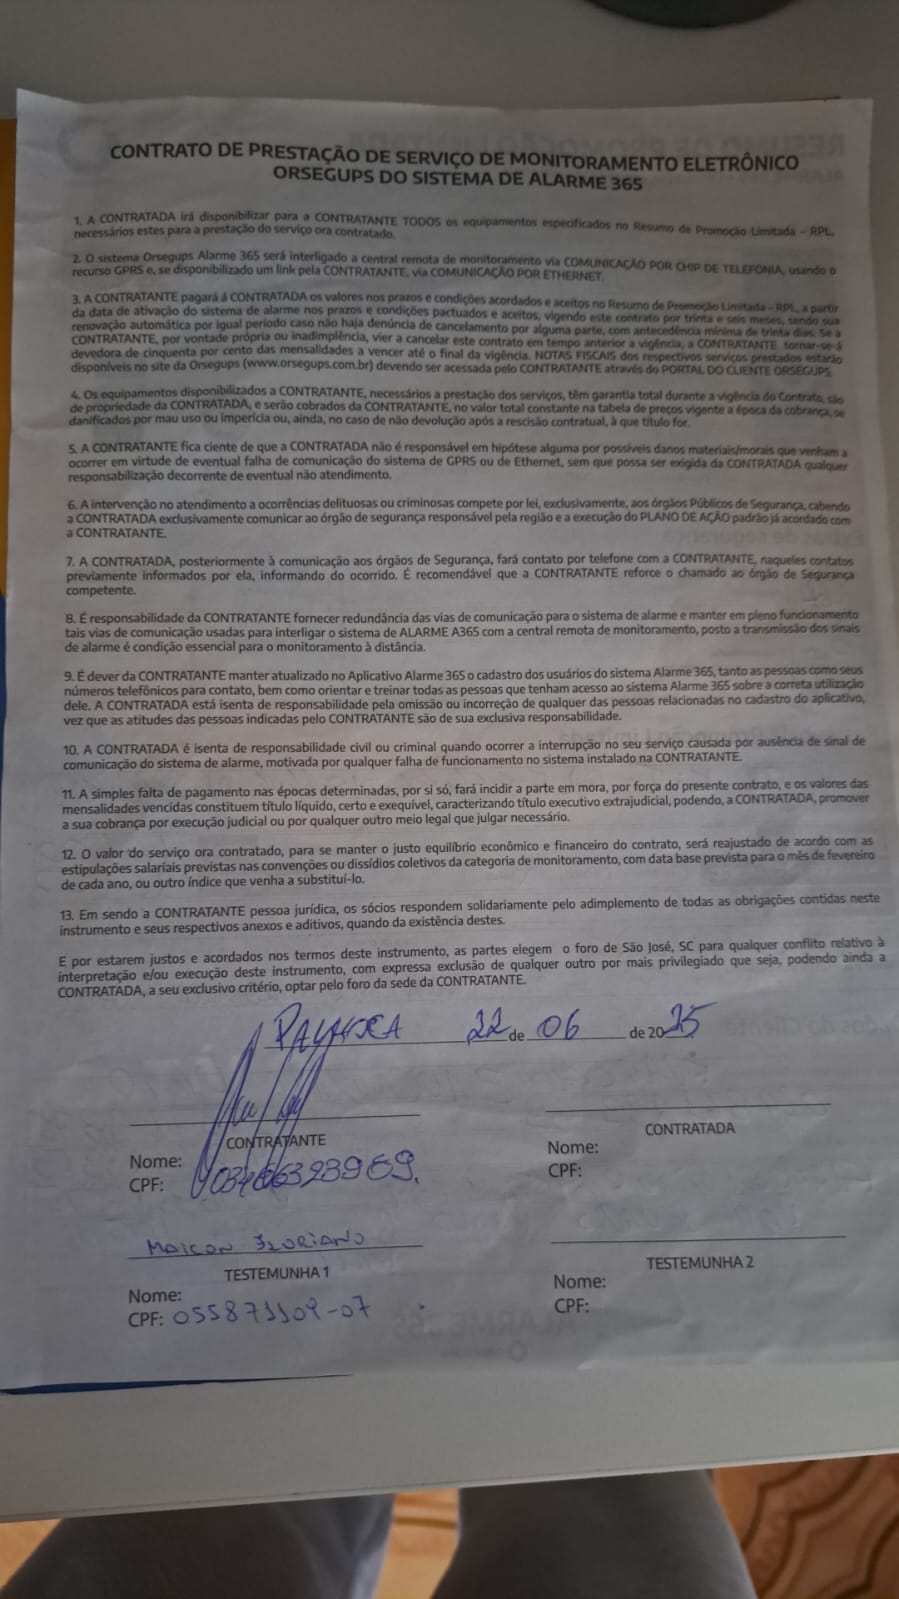 CONTRATO DE PRESTAÇÃO DE SERVIÇO DE MONITORAMENTO ELETRÔNICO
ORSEGUPS DO SISTEMA DE ALARME 365
1. A CONTRATADA irá disponibilizar para a CONTRATANTE TODOS os equipamentos especificados no Resumo de Promoção Limitada – RPL,
necessários estes para a prestação do serviço ora contratado.
2. O sistema Orsegups Alarme 365 será interligado a central remota de monitoramento via COMUNICAÇÃO POR CHIP DE TELEFONIA, usando o
recurso GPRS e, se disponibilizado um link pela CONTRATANTE, via COMUNICAÇÃO POR ETHERNET.
3. A CONTRATANTE pagará á CONTRATADA os valores nos prazos e condições acordados e aceitos no Resumo de Promoção Limitada – RPL, a partir
da data de ativação do sistema de alarme nos prazos e condições pactuados e aceitos, vigendo este contrato por trinta e seis meses, sendo sua
renovação automática por igual período caso não haja denúncia de cancelamento por alguma parte, com antecedência mínima de trinta dias. Se a
CONTRATANTE, por vontade própria ou inadimplência, vier a cancelar este contrato em tempo anterior a vigência, a CONTRATANTE tornar-se-á
devedora de cinquenta por cento das mensalidades a vencer até o final da vigência. NOTAS FISCAIS dos respectivos serviços prestados estarão
disponíveis no site da Orsegups (www.orsegups.com.br) devendo ser acessada pelo CONTRATANTE através do PORTAL DO CLIENTE ORSEGUPS.
4. Os equipamentos disponibilizados a CONTRATANTE, necessários a prestação dos serviços, têm garantia total durante a vigência do Contrato, são
de propriedade da CONTRATADA, e serão cobrados da CONTRATANTE, no valor total constante na tabela de preços vigente a época da cobrança, se
danificados por mau uso ou imperícia ou, ainda, no caso de não devolução após a rescisão contratual, à que título for.
5. A CONTRATANTE fica ciente de que a CONTRATADA não é responsável em hipótese alguma por possíveis danos materiais/morais que venham a
ocorrer em virtude de eventual falha de comunicação do sistema de GPRS ou de Ethernet, sem que possa ser exigida da CONTRATADA qualquer
responsabilização decorrente de eventual não atendimento.
6. A intervenção no atendimento a ocorrências delituosas ou criminosas compete por lei, exclusivamente, aos órgãos Públicos de Segurança, cabendo
a CONTRATADA exclusivamente comunicar ao órgão de segurança responsável pela região e a execução do PLANO DE AÇÃO padrão já acordado com
a CONTRATANTE.
7. A CONTRATADA, posteriormente à comunicação aos órgãos de Segurança, fará contato por telefone com a CONTRATANTE, naqueles contatos
previamente informados por ela, informando do ocorrido. É recomendável que a CONTRATANTE reforce o chamado ao órgão de Segurança
competente.
8. É responsabilidade da CONTRATANTE fornecer redundância das vias de comunicação para o sistema de alarme e manter em pleno funcionamento
tais vias de comunicação usadas para interligar o sistema de ALARME A365 com a central remota de monitoramento, posto a transmissão dos sinais
de alarme é condição essencial para o monitoramento à distância.
9. É dever da CONTRATANTE manter atualizado no Aplicativo Alarme 365 o cadastro dos usuários do sistema Alarme 365, tanto as pessoas como seus
números telefônicos para contato, bem como orientar e treinar todas as pessoas que tenham acesso ao sistema Alarme 365 sobre a correta utilização
dele. A CONTRATADA está isenta de responsabilidade pela omissão ou incorreção de qualquer das pessoas relacionadas no cadastro do aplicativo,
vez que as atitudes das pessoas indicadas pelo CONTRATANTE são de sua exclusiva responsabilidade.
10. A CONTRATADA é isenta de responsabilidade civil ou criminal quando ocorrer a interrupção no seu serviço causada por ausência de sinal de
comunicação do sistema de alarme, motivada por qualquer falha de funcionamento no sistema instalado na CONTRATANTE.
11. A simples falta de pagamento nas épocas determinadas, por si só, fará incidir a parte em mora, por força do presente contrato, e os valores das
mensalidades vencidas constituem título líquido, certo e exequível, caracterizando título executivo extrajudicial, podendo, a CONTRATADA, promover
a sua cobrança por execução judicial ou por qualquer outro meio legal que julgar necessário.
12. O valor do serviço ora contratado, para se manter o justo equilíbrio econômico e financeiro do contrato, será reajustado de acordo com as
estipulações salariais previstas nas convenções ou dissídios coletivos da categoria de monitoramento, com data base prevista para o mês de fevereiro
de cada ano, ou outro índice que venha a substituí-lo.
13. Em sendo a CONTRATANTE pessoa jurídica, os sócios respondem solidariamente pelo adimplemento de todas as obrigações contidas neste
instrumento e seus respectivos anexos e aditivos, quando da existência destes.
E por estarem justos e acordados nos termos deste instrumento, as partes elegem o foro de São José, SC para qualquer conflito relativo à
interpretação e/ou execução deste instrumento, com expressa exclusão de qualquer outro por mais privilegiado que seja, podendo ainda a
CONTRATADA, a seu exclusivo critério, optar pelo foro da sede da CONTRATANTE.
22 de 06 de 2025
CONTRATANTE CONTRATADA
Nome: Nome:
CPF: CPF:
MAICON FLORIANO
TESTEMUNHA 1 TESTEMUNHA 2
Nome: Nome:
CPF: 055871109-07 CPF: